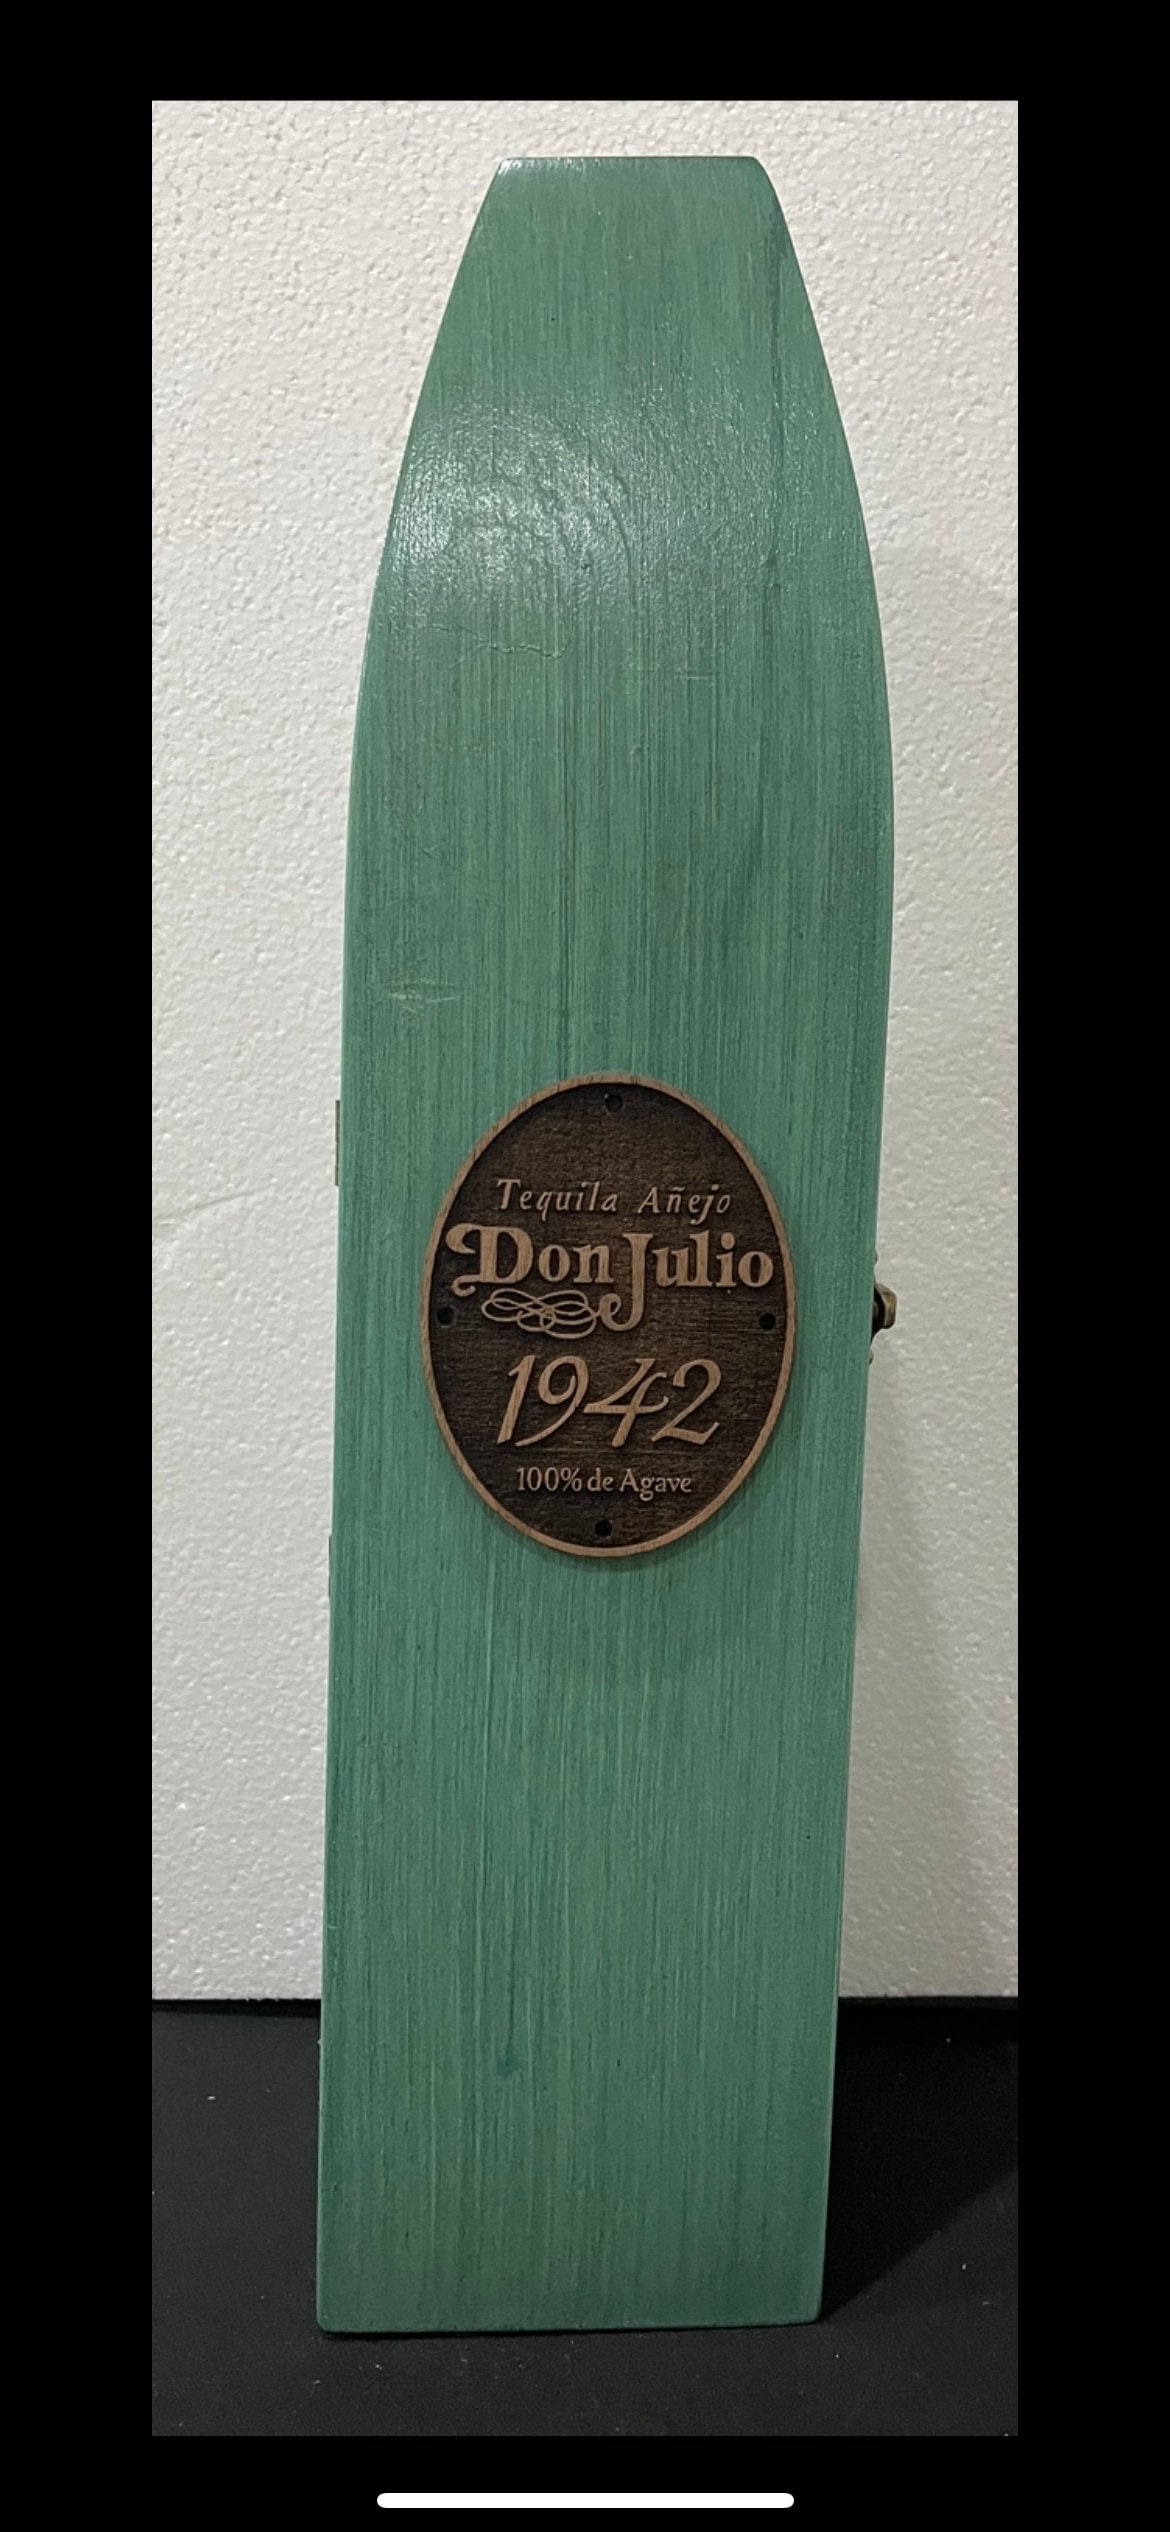 Tequila Añejo
Don Julio
1942
100% de Agave